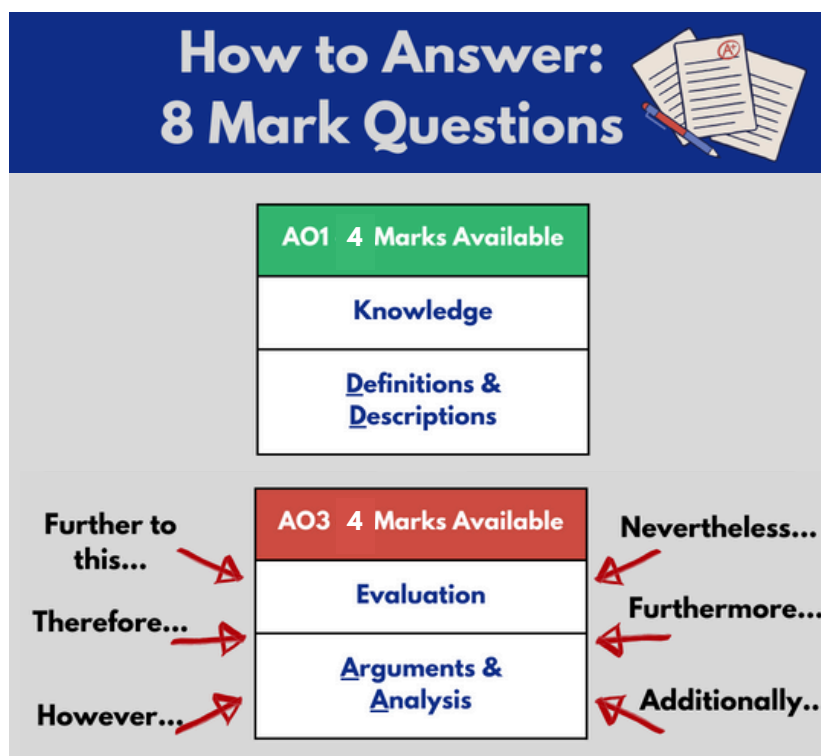 How to Answer:
8 Mark Questions
A+
AO1 4 Marks Available
Knowledge
Definitions &
Descriptions
AO3 4 Marks Available
Evaluation
Arguments &
Analysis
Further to
this...
Therefore...
However...
Nevertheless...
Furthermore...
Additionally..